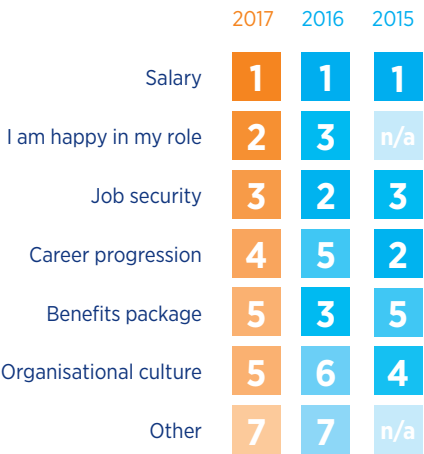 2017 2016 2015
Salary 1 1 1
I am happy in my role 2 3 n/a
Job security 3 2 3
Career progression 4 5 2
Benefits package 5 3 5
Organisational culture 5 6 4
Other 7 7 n/a